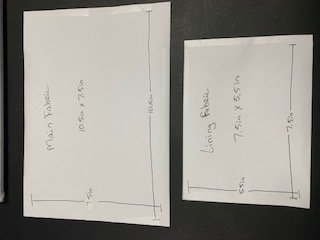 Main Fabric
10.5in x 7.5in
10.5in
7.5in
Lining Fabric
7.5in x 5.5in
7.5in
5.5in